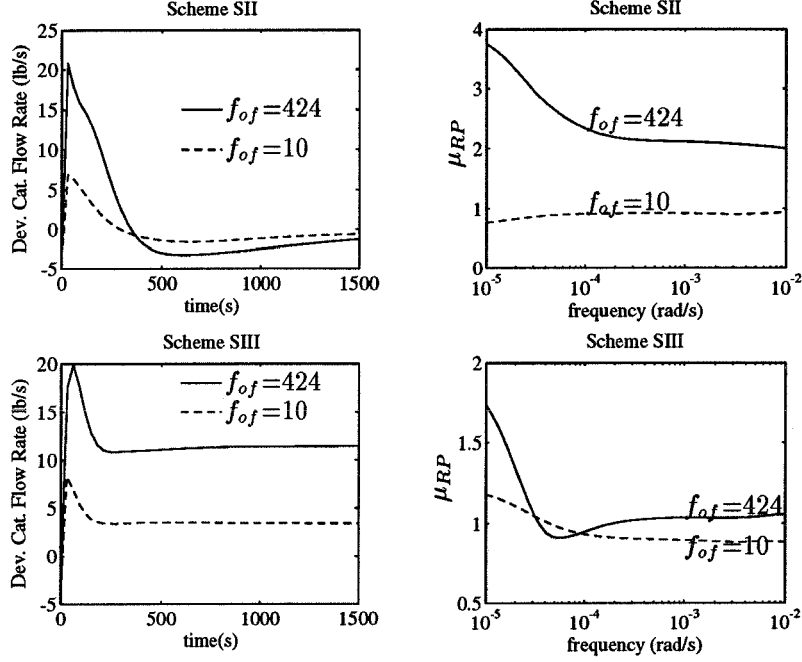 Scheme SII
Dev. Cat. Flow Rate (lb/s)
25
20
15
10
5
0
-5
f_of=424
f_of=10
0
500
1000
1500
time(s)
Scheme SII
μ_RP
4
3
2
1
0
f_of=424
f_of=10
10^-5
10^-4
10^-3
10^-2
frequency (rad/s)
Scheme SIII
Dev. Cat. Flow Rate (lb/s)
20
15
10
5
0
-5
f_of=424
f_of=10
0
500
1000
1500
time(s)
Scheme SIII
μ_RP
2
1.5
1
0.5
f_of=424
f_of=10
10^-5
10^-4
10^-3
10^-2
frequency (rad/s)